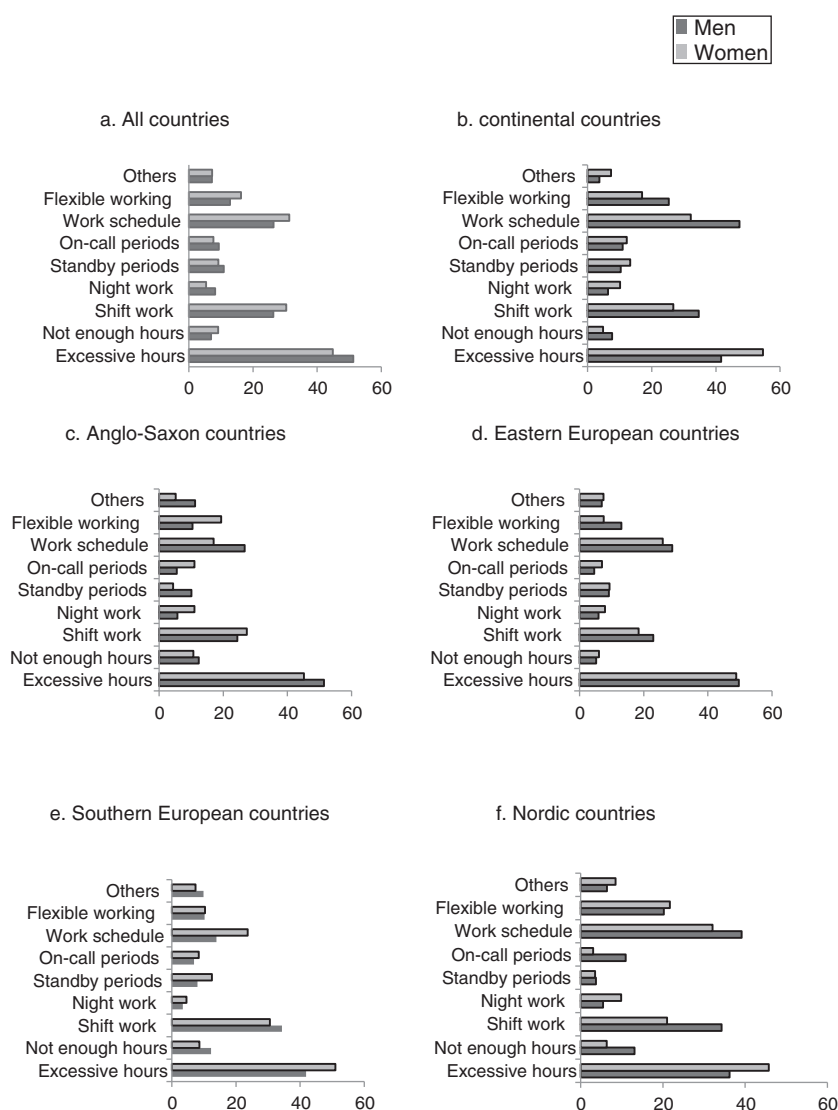 Men
Women
a. All countries
Others
Flexible working
Work schedule
On-call periods
Standby periods
Night work
Shift work
Not enough hours
Excessive hours
0 20 40 60
b. continental countries
Others
Flexible working
Work schedule
On-call periods
Standby periods
Night work
Shift work
Not enough hours
Excessive hours
0 20 40 60
c. Anglo-Saxon countries
Others
Flexible working
Work schedule
On-call periods
Standby periods
Night work
Shift work
Not enough hours
Excessive hours
0 20 40 60
d. Eastern European countries
Others
Flexible working
Work schedule
On-call periods
Standby periods
Night work
Shift work
Not enough hours
Excessive hours
0 20 40 60
e. Southern European countries
Others
Flexible working
Work schedule
On-call periods
Standby periods
Night work
Shift work
Not enough hours
Excessive hours
0 20 40 60
f. Nordic countries
Others
Flexible working
Work schedule
On-call periods
Standby periods
Night work
Shift work
Not enough hours
Excessive hours
0 20 40 60